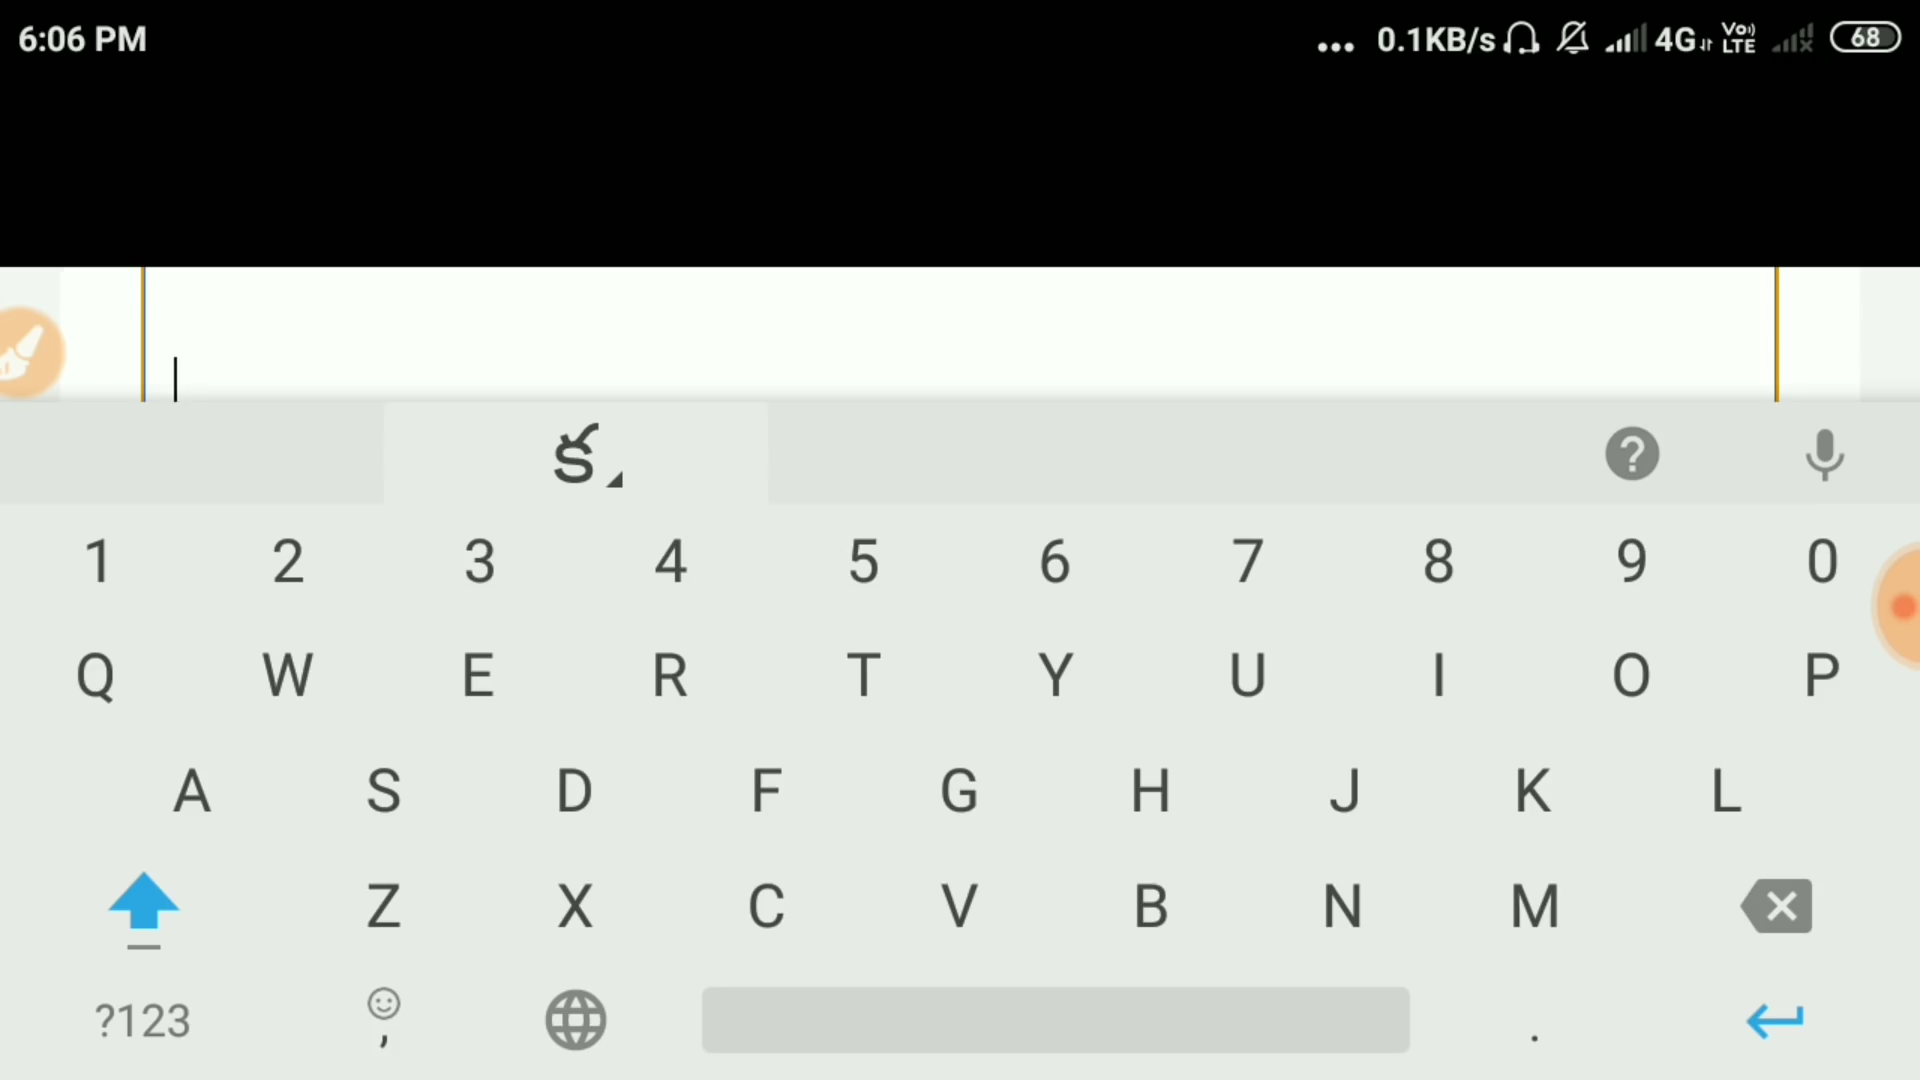 6:06 PM
... 0.1KB/s 4G Vo) LTE 68
క
1 2 3 4 5 6 7 8 9 0
Q W E R T Y U I O P
A S D F G H J K L
Z X C V B N M
?123 , .